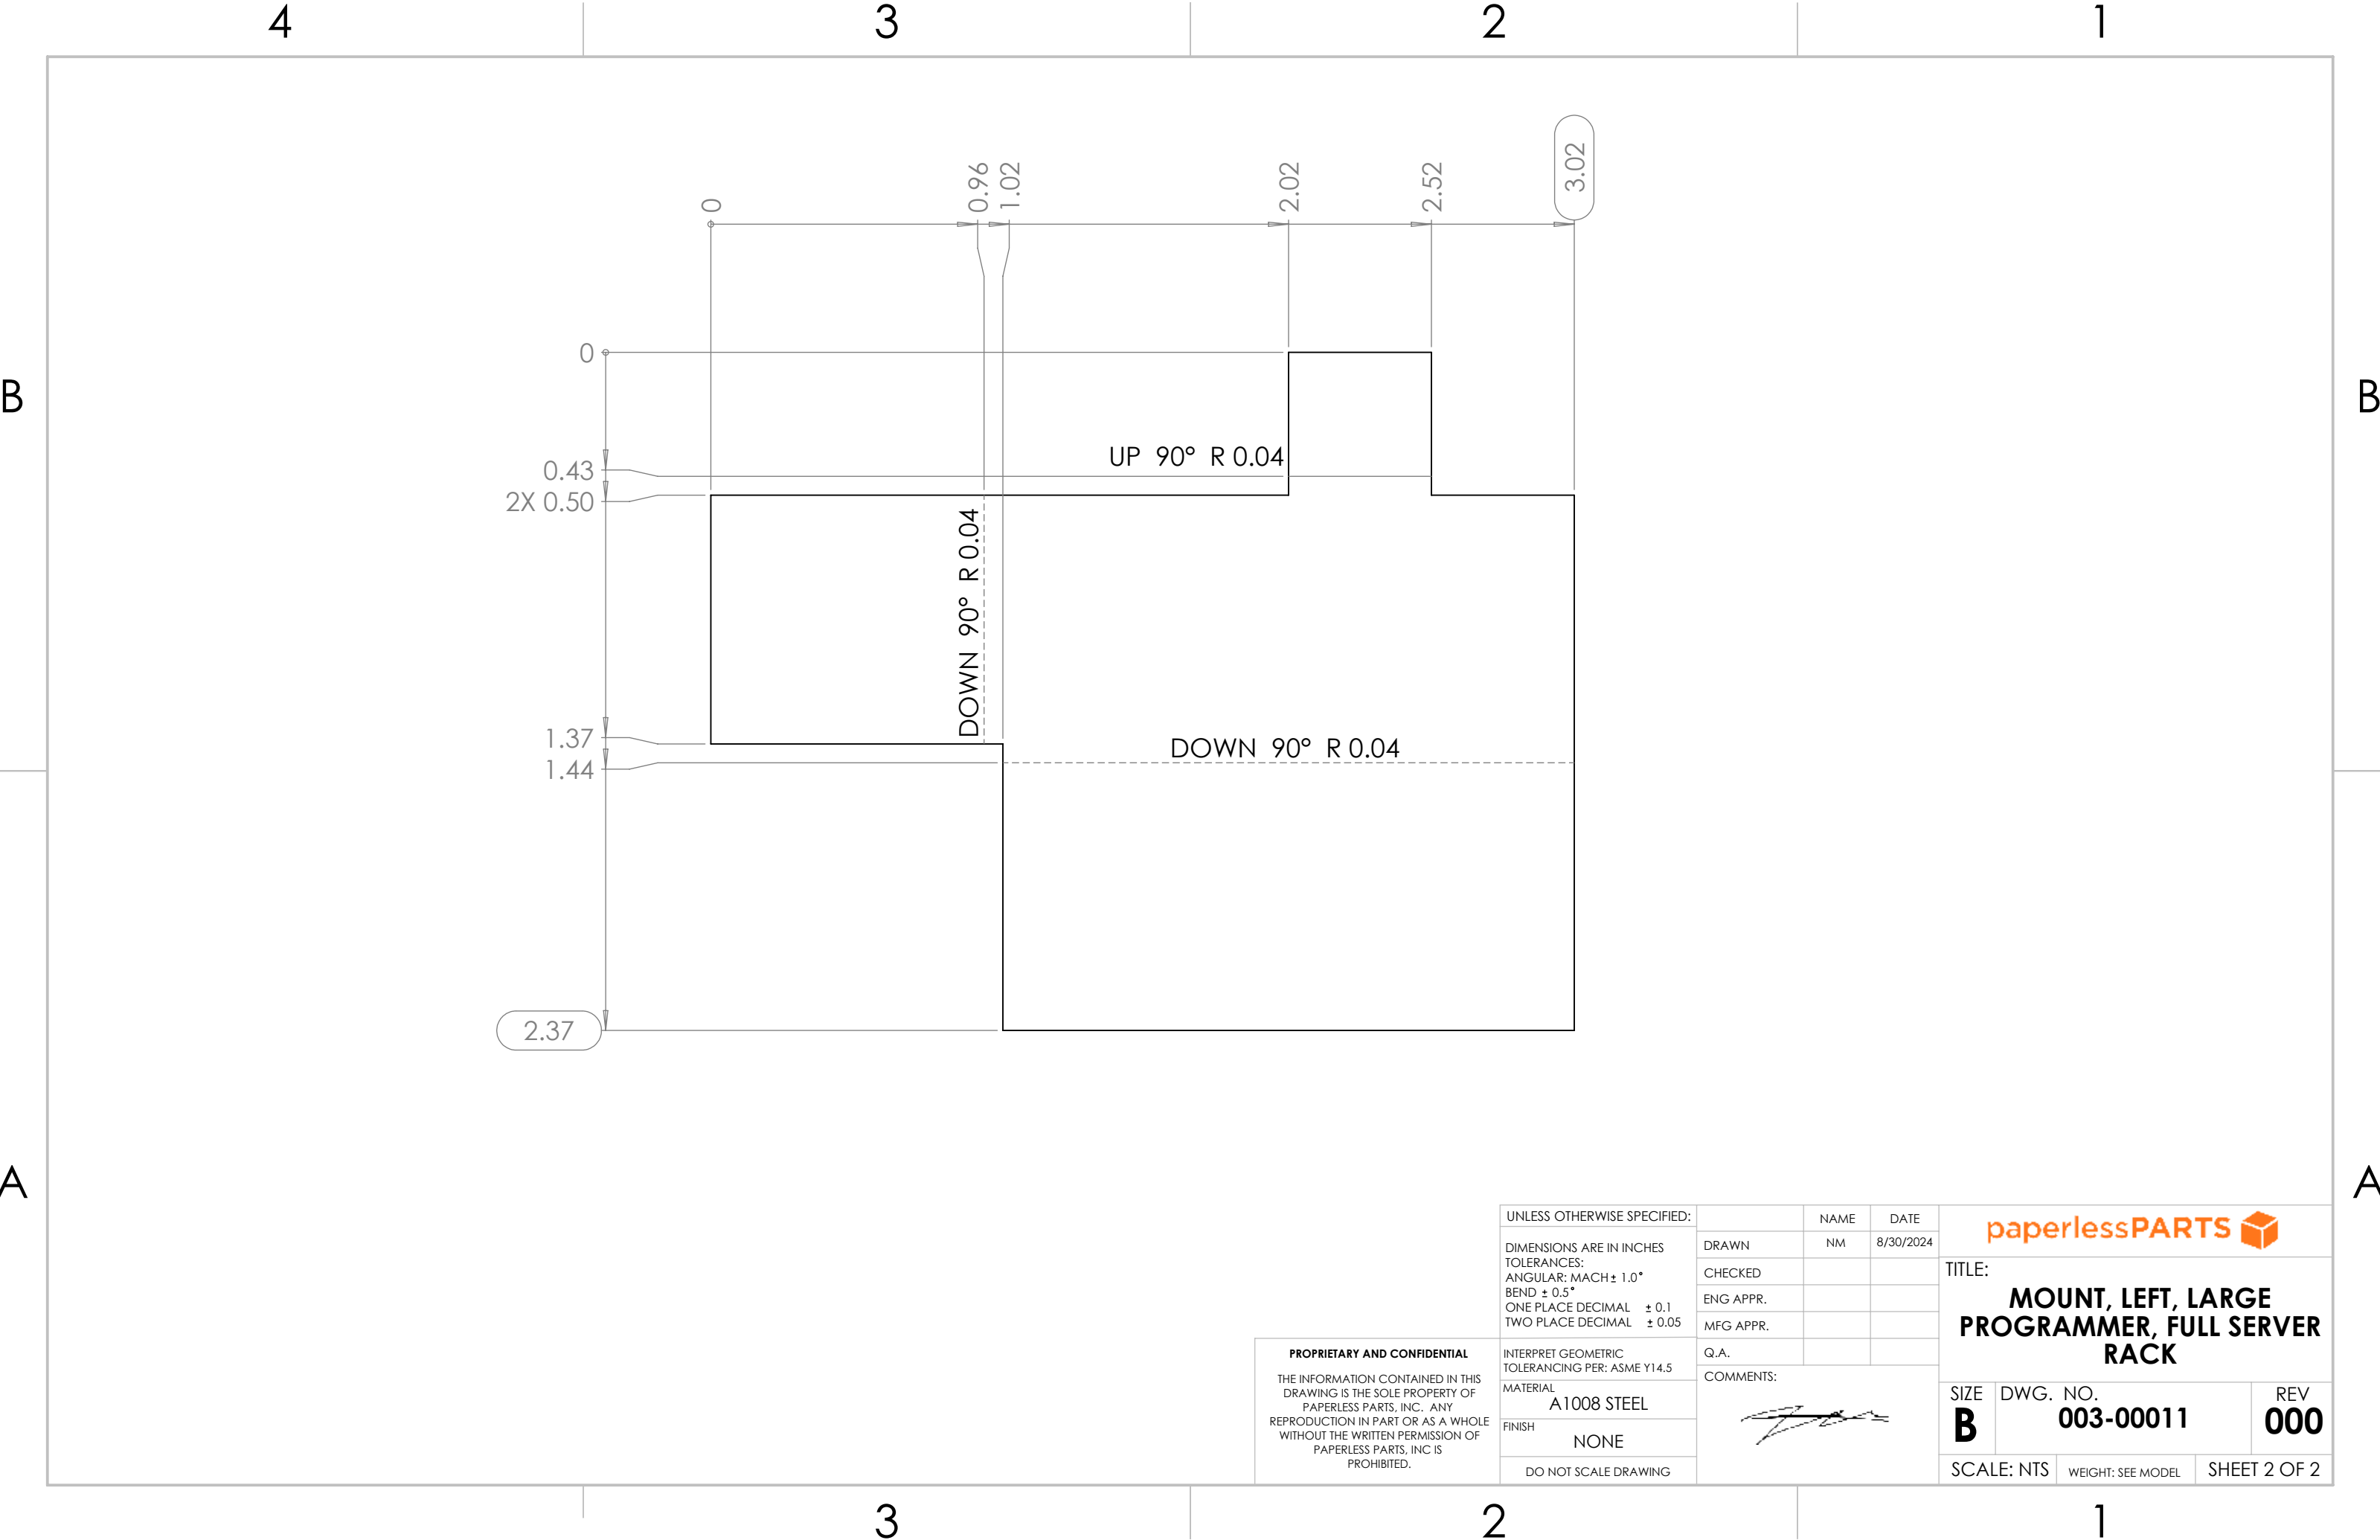 4 3 2 1
0 0.96 1.02 2.02 2.52 3.02
0
B B
UP 90° R 0.04
0.43
2X 0.50
DOWN 90° R 0.04
1.37
DOWN 90° R 0.04
1.44
2.37
A A
UNLESS OTHERWISE SPECIFIED:
DIMENSIONS ARE IN INCHES
TOLERANCES:
ANGULAR: MACH± 1.0°
BEND ± 0.5°
ONE PLACE DECIMAL ± 0.1
TWO PLACE DECIMAL ± 0.05
INTERPRET GEOMETRIC
TOLERANCING PER: ASME Y14.5
MATERIAL
A1008 STEEL
FINISH
NONE
DO NOT SCALE DRAWING
PROPRIETARY AND CONFIDENTIAL
THE INFORMATION CONTAINED IN THIS
DRAWING IS THE SOLE PROPERTY OF
PAPERLESS PARTS, INC. ANY
REPRODUCTION IN PART OR AS A WHOLE
WITHOUT THE WRITTEN PERMISSION OF
PAPERLESS PARTS, INC IS
PROHIBITED.
NAME DATE
DRAWN NM 8/30/2024
CHECKED
ENG APPR.
MFG APPR.
Q.A.
COMMENTS:
paperlessPARTS
TITLE:
MOUNT, LEFT, LARGE
PROGRAMMER, FULL SERVER
RACK
SIZE DWG. NO. REV
B 003-00011 000
SCALE: NTS WEIGHT: SEE MODEL SHEET 2 OF 2
3 2 1